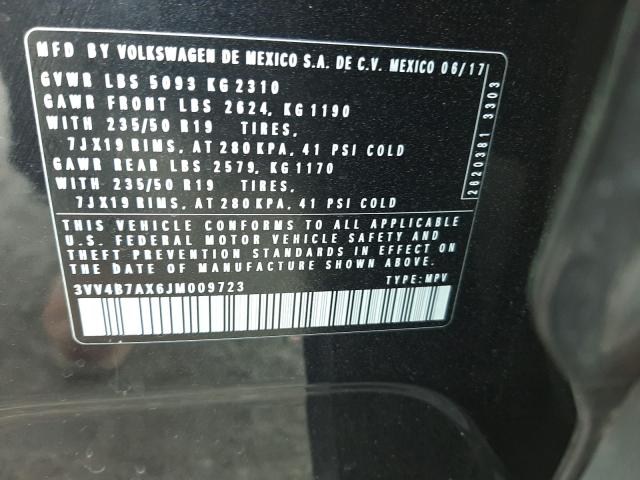 MFD BY VOLKSWAGEN DE MEXICO S.A. DE C.V. MEXICO 06/17
GVWR LBS 5093 KG 2310
GAWR FRONT LBS 2624, KG 1190
WITH 235/50 R19 TIRES,
7JX19 RIMS, AT 280 KPA, 41 PSI COLD
GAWR REAR LBS 2579, KG 1170
WITH 235/50 R19 TIRES,
7JX19 RIMS, AT 280 KPA, 41 PSI COLD
2620381 3303
THIS VEHICLE CONFORMS TO ALL APPLICABLE
U.S. FEDERAL MOTOR VEHICLE SAFETY AND
THEFT PREVENTION STANDARDS IN EFFECT ON
THE DATE OF MANUFACTURE SHOWN ABOVE.
3VV4B7AX6JM009723 TYPE: MPV